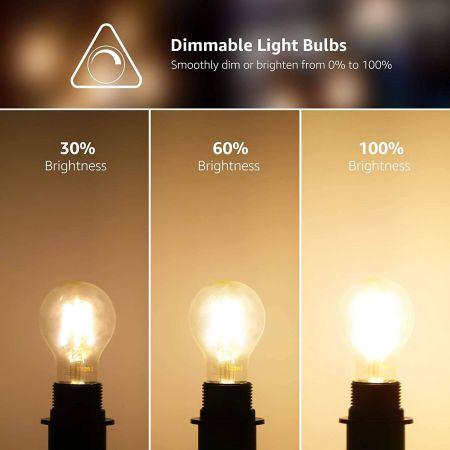 Dimmable Light Bulbs
Smoothly dim or brighten from 0% to 100%
30%
Brightness
60%
Brightness
100%
Brightness